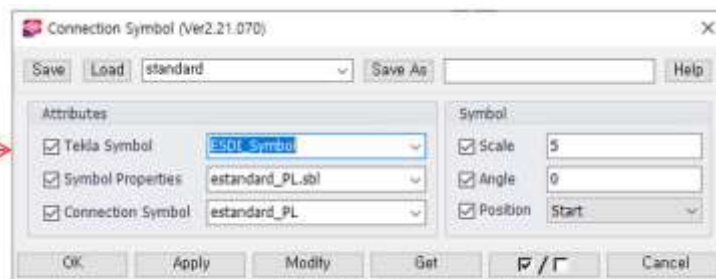 Connection Symbol (Ver2.21.070)
Save Load standard Save As Help
Attributes Symbol
Tekla Symbol ESDI_Symbol Scale 5
Symbol Properties estandard_PL.sbl Angle 0
Connection Symbol estandard_PL Position Start
OK Apply Modify Get / Cancel